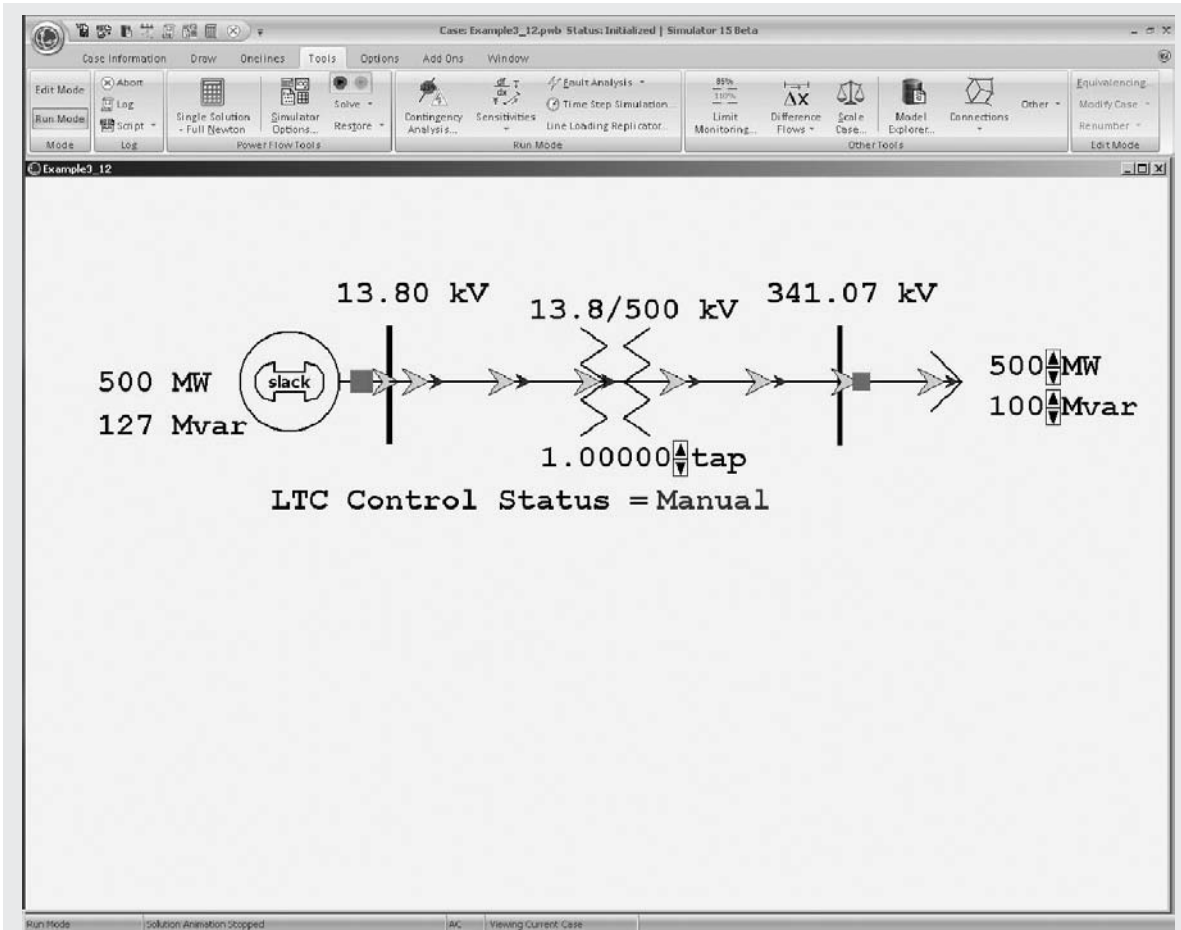 Case: Example3_12.pwb Status: Initialized | Simulator 15 Beta
Case Information Draw Onelines Tools Options Add Ons Window
Edit Mode
Run Mode
Mode
Abort
Log
Script
Log
Single Solution - Full Newton
Simulator Options...
Solve
Restore
Power Flow Tools
Contingency Analysis...
Sensitivities
Fault Analysis
Time Step Simulation...
Line Loading Replicator...
Run Mode
Limit Monitoring...
ΔX
Difference Flows
Scale Case...
Model Explorer...
Connections
Other
Other Tools
Equivalencing
Modify Case
Renumber
Edit Mode
Example3_12
13.80 kV
13.8/500 kV
341.07 kV
500 MW
127 Mvar
slack
500 MW
100 Mvar
1.00000 tap
LTC Control Status = Manual
Run Mode Solution Animation Stopped AC Viewing Current Case